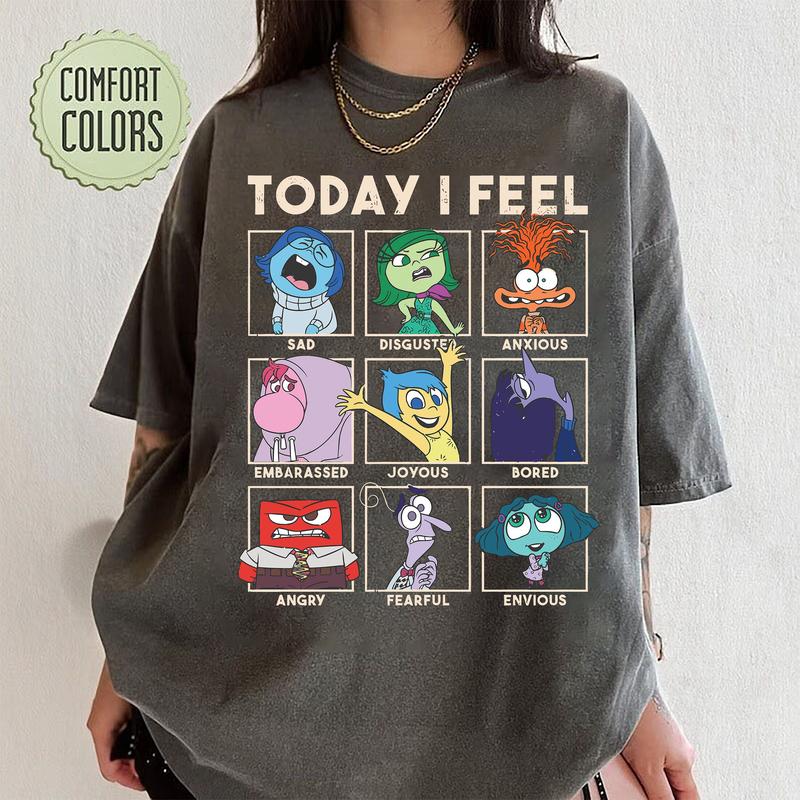 COMFORT
COLORS
TODAY I FEEL
SAD DISGUSTED ANXIOUS
EMBARASSED JOYOUS BORED
ANGRY FEARFUL ENVIOUS